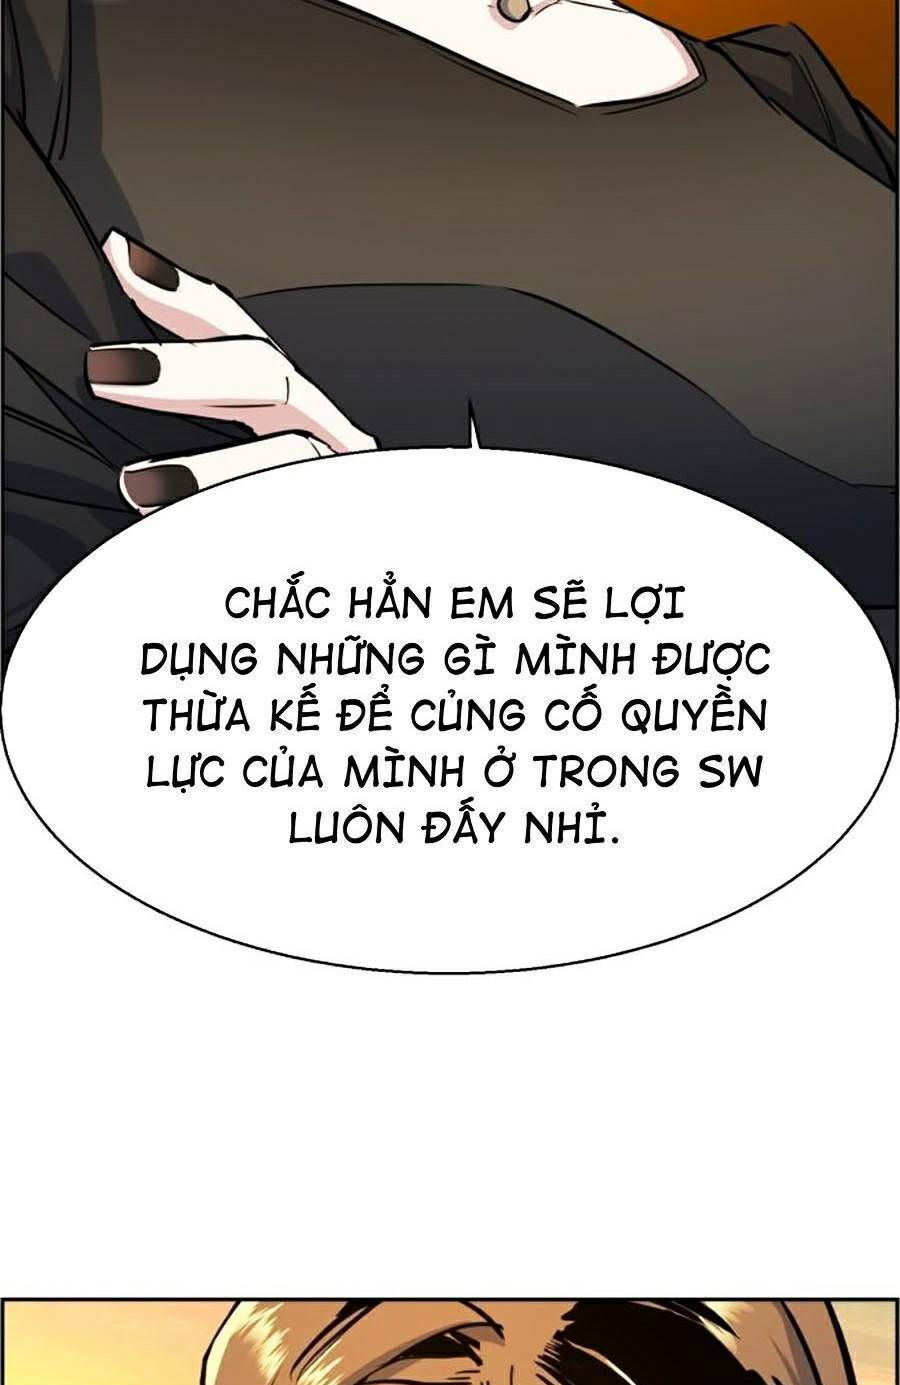 CHẮC HẲN EM SẼ LỢI
DỤNG NHỮNG GÌ MÌNH ĐƯỢC
THỪA KẾ ĐỂ CỦNG CỐ QUYỀN
LỰC CỦA MÌNH Ở TRONG SW
LUÔN ĐẤY NHỈ.